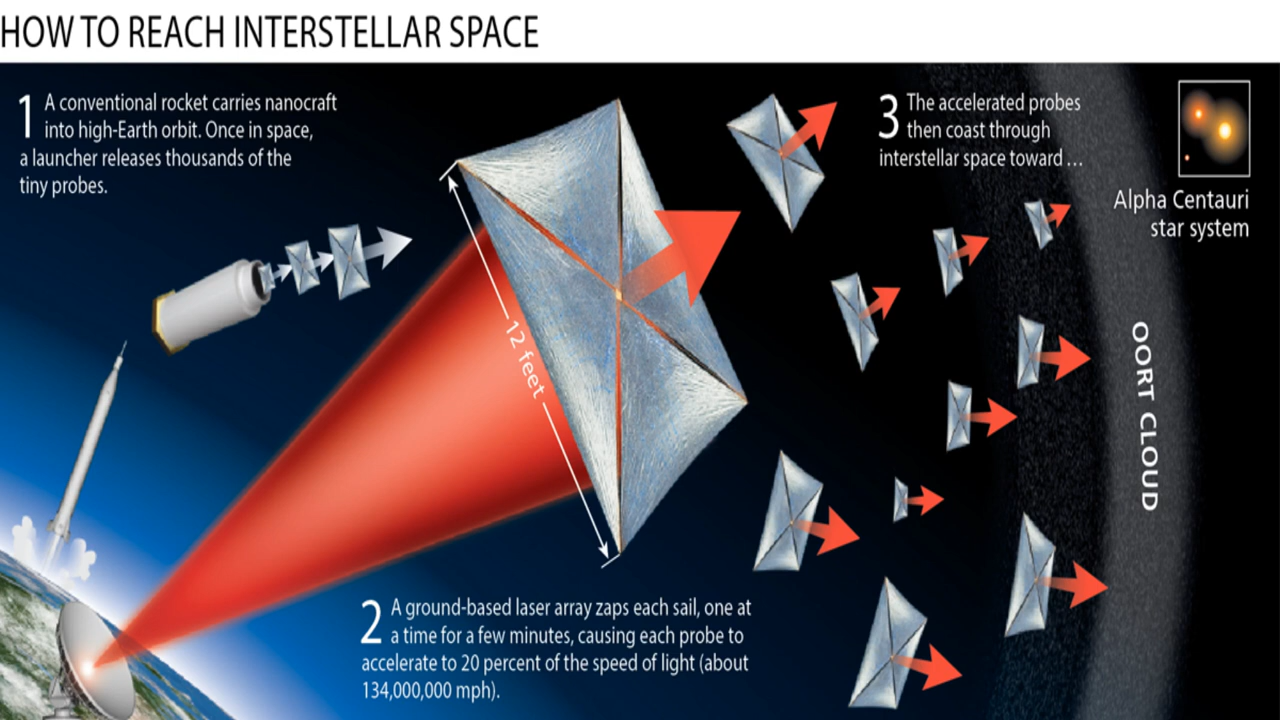 HOW TO REACH INTERSTELLAR SPACE
1 A conventional rocket carries nanocraft
into high-Earth orbit. Once in space,
a launcher releases thousands of the
tiny probes.
12 feet
2 A ground-based laser array zaps each sail, one at
a time for a few minutes, causing each probe to
accelerate to 20 percent of the speed of light (about
134,000,000 mph).
3 The accelerated probes
then coast through
interstellar space toward ...
Alpha Centauri
star system
OORT CLOUD